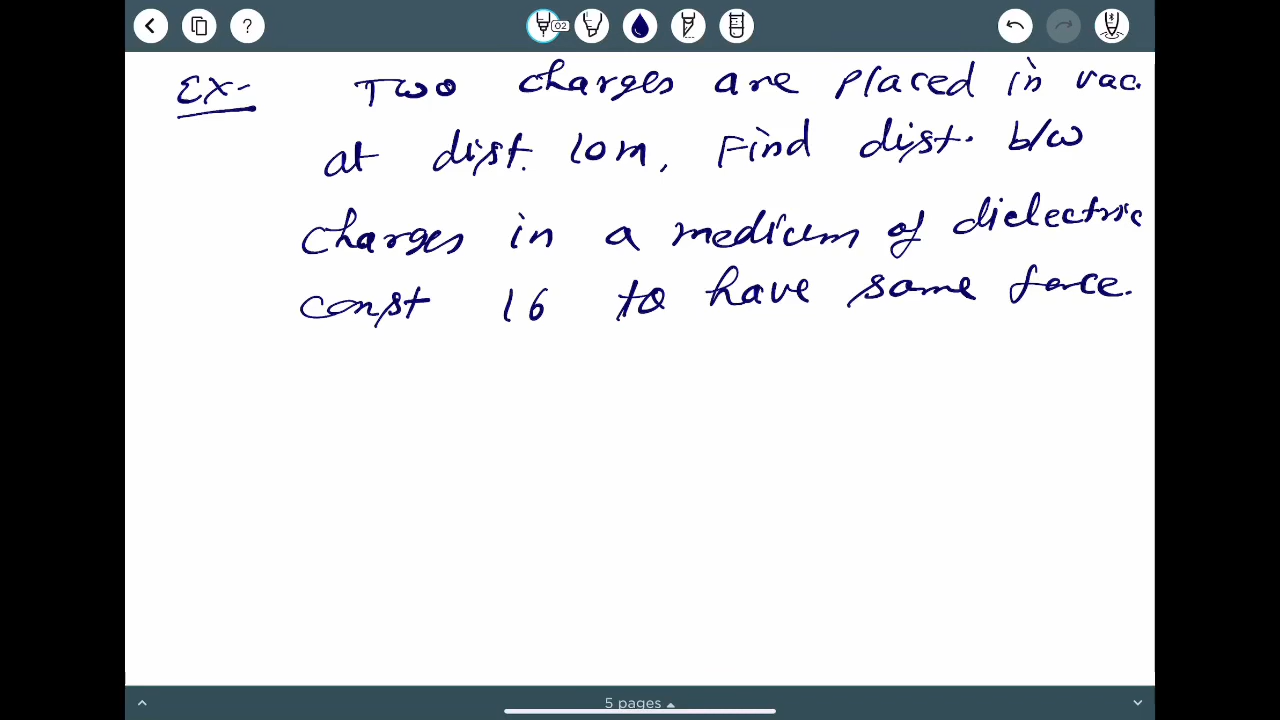 ?
02
Ex- Two charges are placed in vac.
at dist. 10m, Find dist. b/w
charges in a medium of dielectric
const 16 to have same force.
5 pages